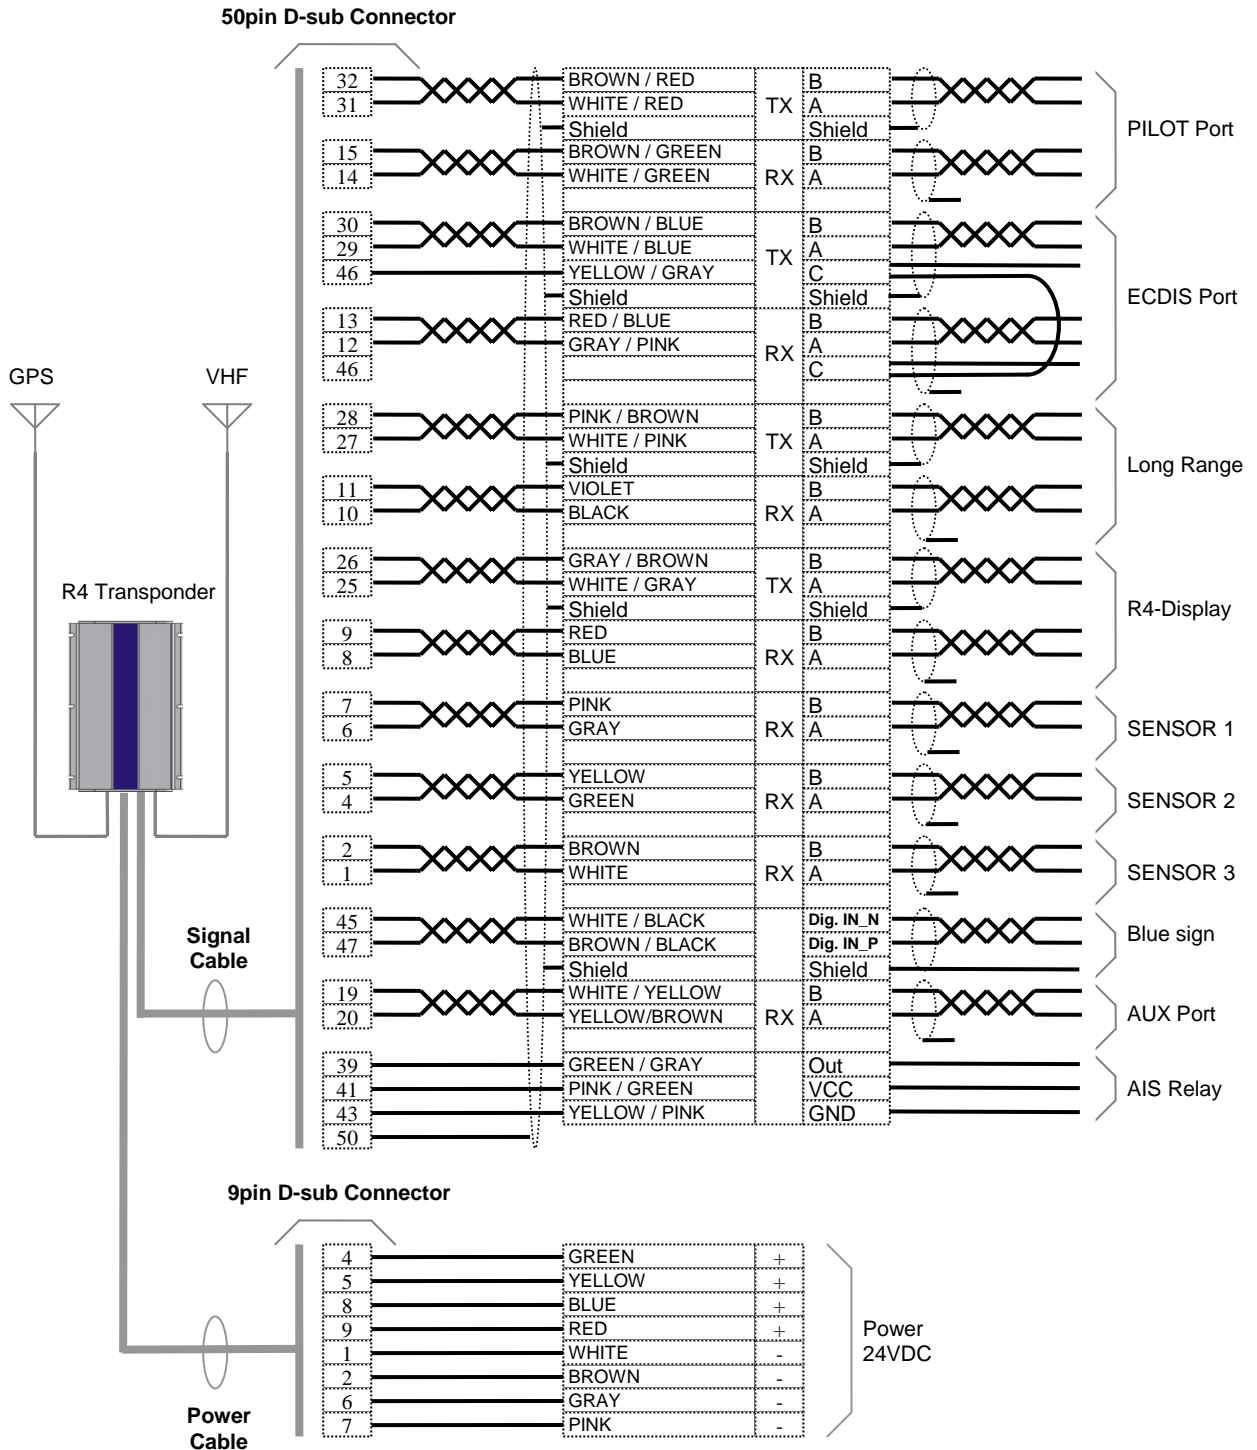 50pin D-sub Connector
32 BROWN / RED B
31 WHITE / RED TX A
Shield Shield
PILOT Port
15 BROWN / GREEN B
14 WHITE / GREEN RX A
30 BROWN / BLUE B
29 WHITE / BLUE A
TX
46 YELLOW / GRAY C
Shield Shield
ECDIS Port
13 RED / BLUE B
12 GRAY / PINK A
RX
46 C
GPS VHF
28 PINK / BROWN B
27 WHITE / PINK TX A
Shield Shield
Long Range
11 VIOLET B
10 BLACK RX A
26 GRAY / BROWN B
25 WHITE / GRAY TX A
R4 Transponder
Shield Shield
R4-Display
9 RED B
8 BLUE RX A
7 PINK B
6 GRAY RX A
SENSOR 1
5 YELLOW B
4 GREEN RX A
SENSOR 2
2 BROWN B
1 WHITE RX A
SENSOR 3
45 WHITE / BLACK Dig. IN_N
47 BROWN / BLACK Dig. IN_P
Blue sign
Shield Shield
Signal
Cable
19 WHITE / YELLOW B
20 YELLOW/BROWN RX A
AUX Port
39 GREEN / GRAY Out
41 PINK / GREEN VCC
AIS Relay
43 YELLOW / PINK GND
50
9pin D-sub Connector
4 GREEN +
5 YELLOW +
8 BLUE +
9 RED +
1 WHITE -
2 BROWN -
6 GRAY -
7 PINK -
Power
24VDC
Power
Cable